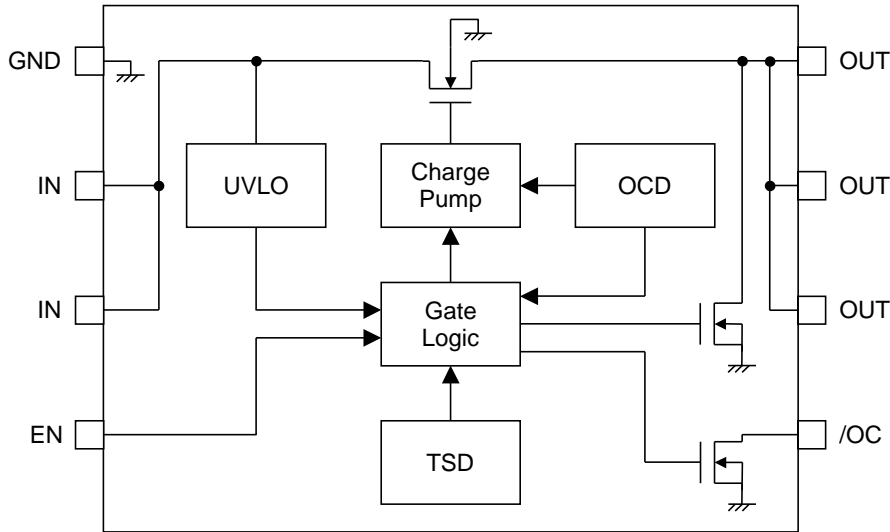 GND
OUT
IN
UVLO
Charge
Pump
OCD
OUT
IN
Gate
Logic
OUT
EN
TSD
/OC